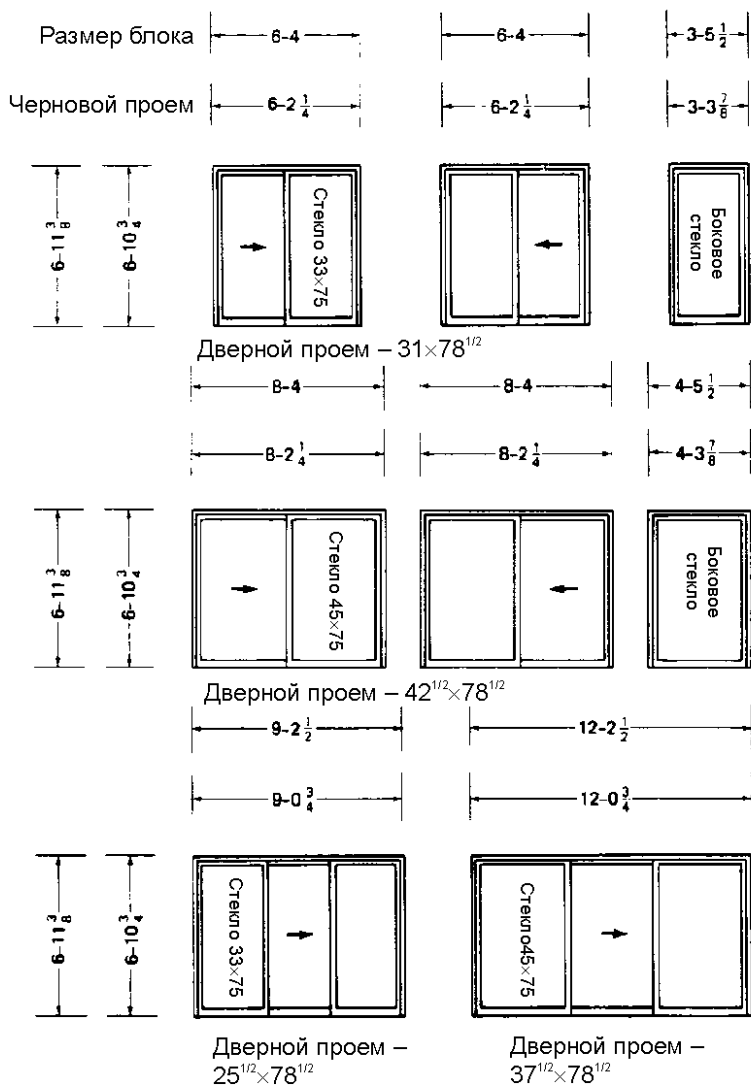 Размер блока 6-4 6-4 3-5 1/2
Черновой проем 6-2 1/4 6-2 1/4 3-3 7/8
6-11 3/8 6-10 3/4 Стекло 33×75 Боковое стекло
Дверной проем – 31×78 1/2
8-4 8-4 4-5 1/2
8-2 1/4 8-2 1/4 4-3 7/8
6-11 3/8 6-10 3/4 Стекло 45×75 Боковое стекло
Дверной проем – 42 1/2×78 1/2
9-2 1/2 12-2 1/2
9-0 3/4 12-0 3/4
6-11 3/8 6-10 3/4 Стекло 33×75 Стекло45×75
Дверной проем – 25 1/2×78 1/2
Дверной проем – 37 1/2×78 1/2